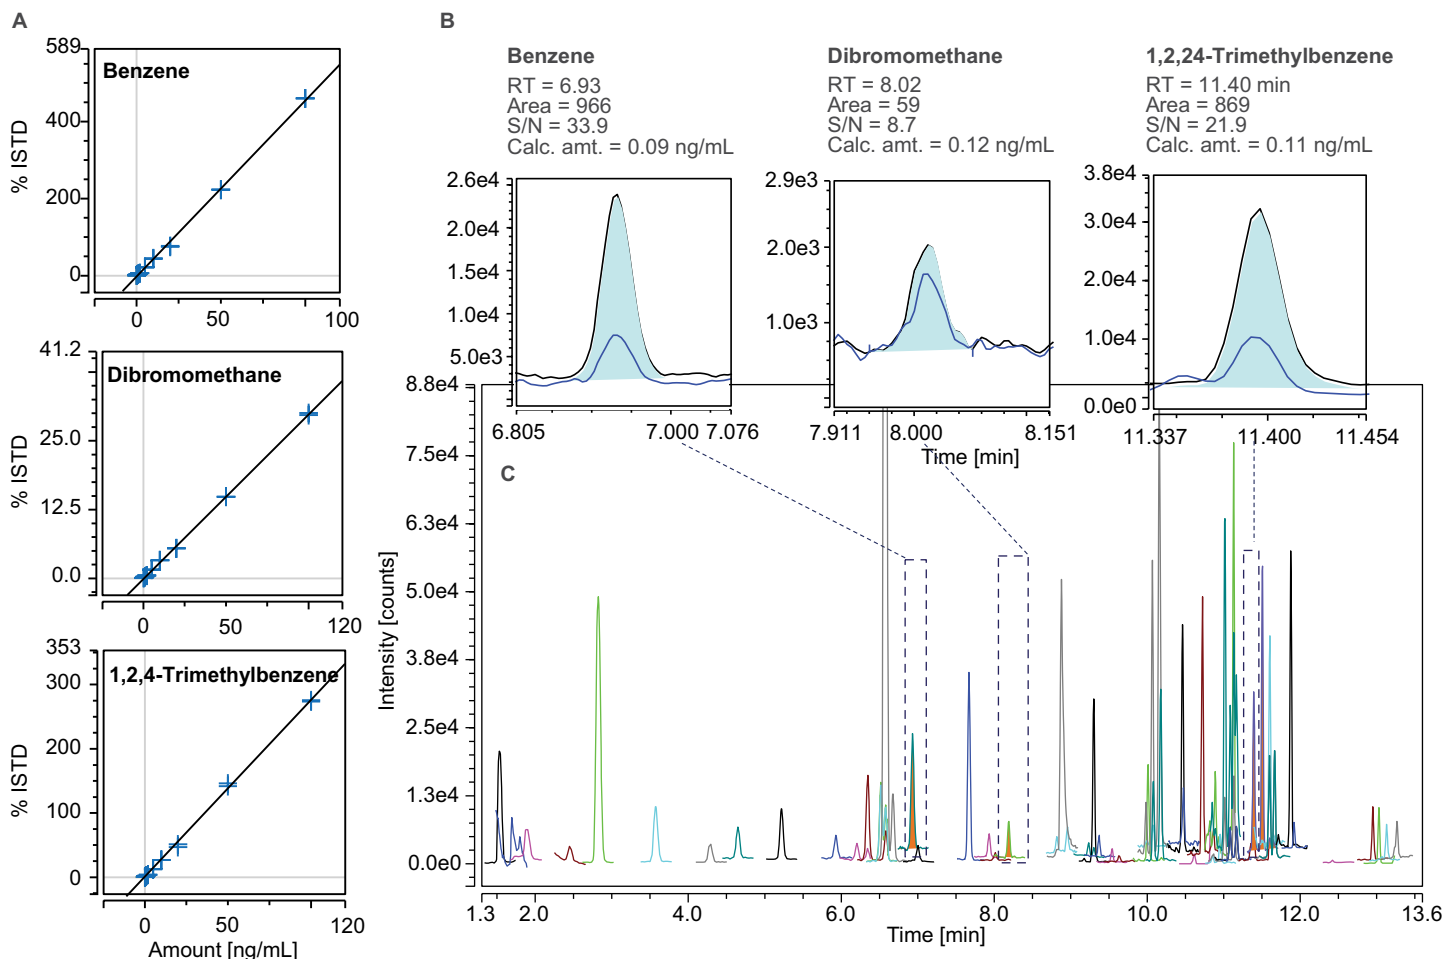 A
589
Benzene
400
200
0
% ISTD
0
50
100
41.2
Dibromomethane
25.0
12.5
0.0
% ISTD
0
50
120
353
1,2,4-Trimethylbenzene
300
200
100
0
% ISTD
0
50
120
Amount [ng/mL]
B
Benzene
RT = 6.93
Area = 966
S/N = 33.9
Calc. amt. = 0.09 ng/mL
2.6e4
2.0e4
1.5e4
1.0e4
5.0e3
6.805
7.000
7.076
Dibromomethane
RT = 8.02
Area = 59
S/N = 8.7
Calc. amt. = 0.12 ng/mL
2.9e3
2.0e3
1.0e3
7.911
8.000
8.151
Time [min]
1,2,24-Trimethylbenzene
RT = 11.40 min
Area = 869
S/N = 21.9
Calc. amt. = 0.11 ng/mL
3.8e4
3.0e4
2.0e4
1.0e4
0.0e0
11.337
11.400
11.454
C
8.8e4
7.5e4
6.3e4
5.0e4
3.8e4
2.5e4
1.3e4
0.0e0
Intensity [counts]
1.3
2.0
4.0
6.0
8.0
10.0
12.0
13.6
Time [min]